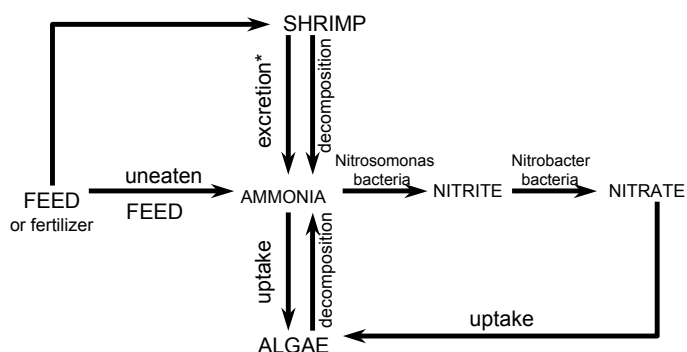 SHRIMP
excretion*
decomposition
uneaten
FEED
FEED
or fertilizer
AMMONIA
Nitrosomonas
bacteria
NITRITE
Nitrobacter
bacteria
NITRATE
uptake
decomposition
uptake
ALGAE